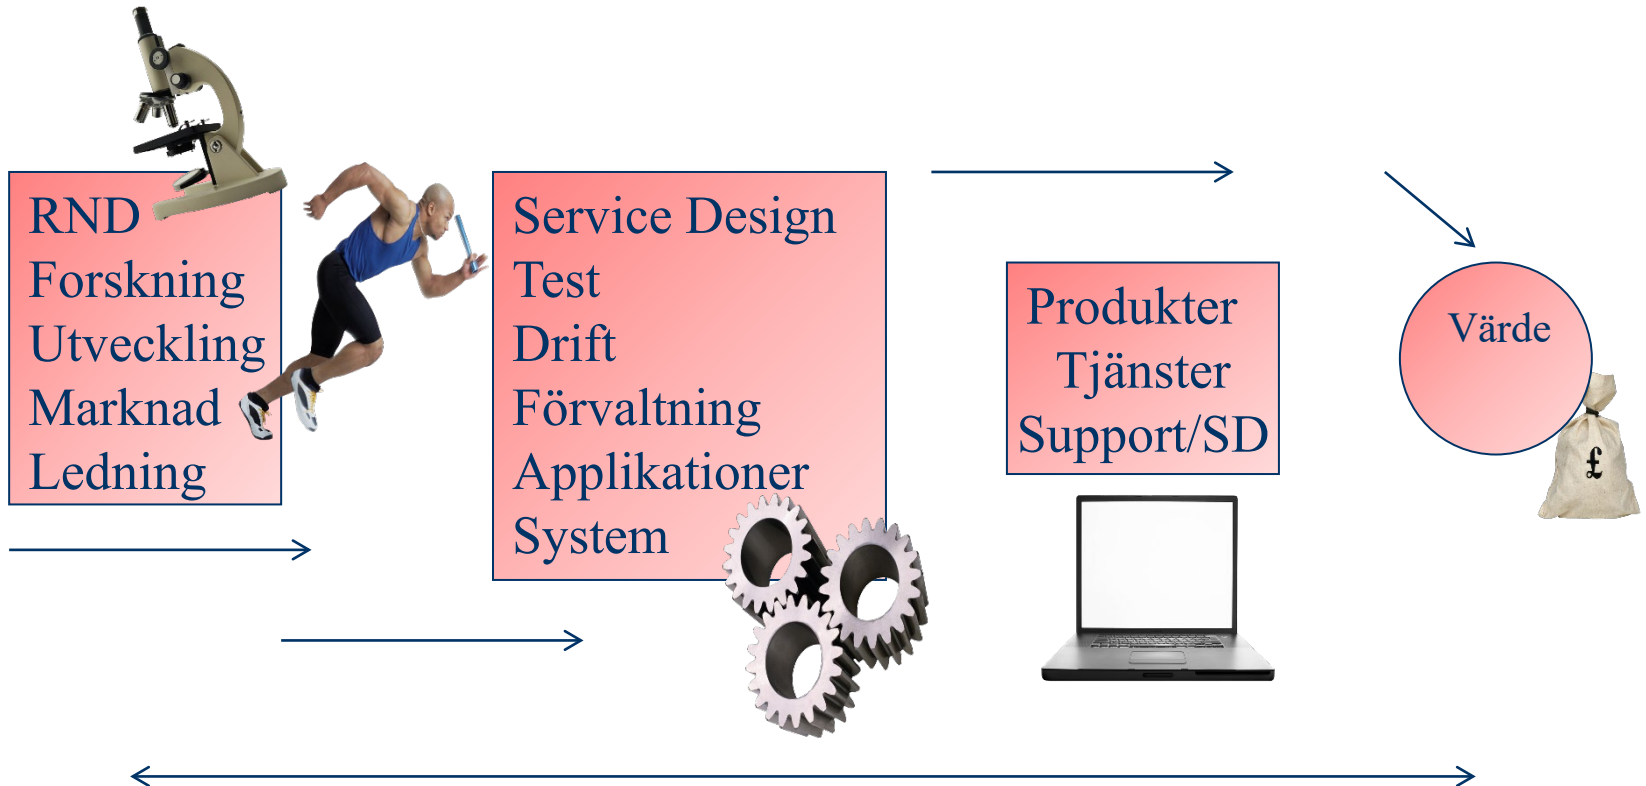 RND
Forskning
Utveckling
Marknad
Ledning
Service Design
Test
Drift
Förvaltning
Applikationer
System
Produkter
Tjänster
Support/SD
Värde
£